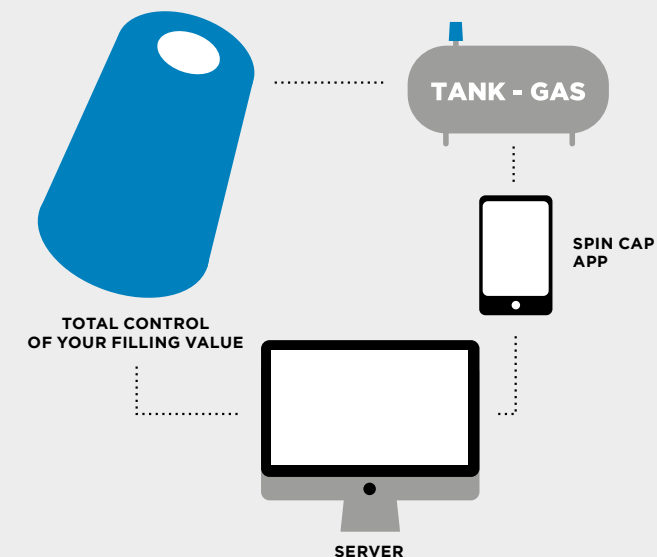 TANK - GAS
SPIN CAP
APP
TOTAL CONTROL
OF YOUR FILLING VALUE
SERVER